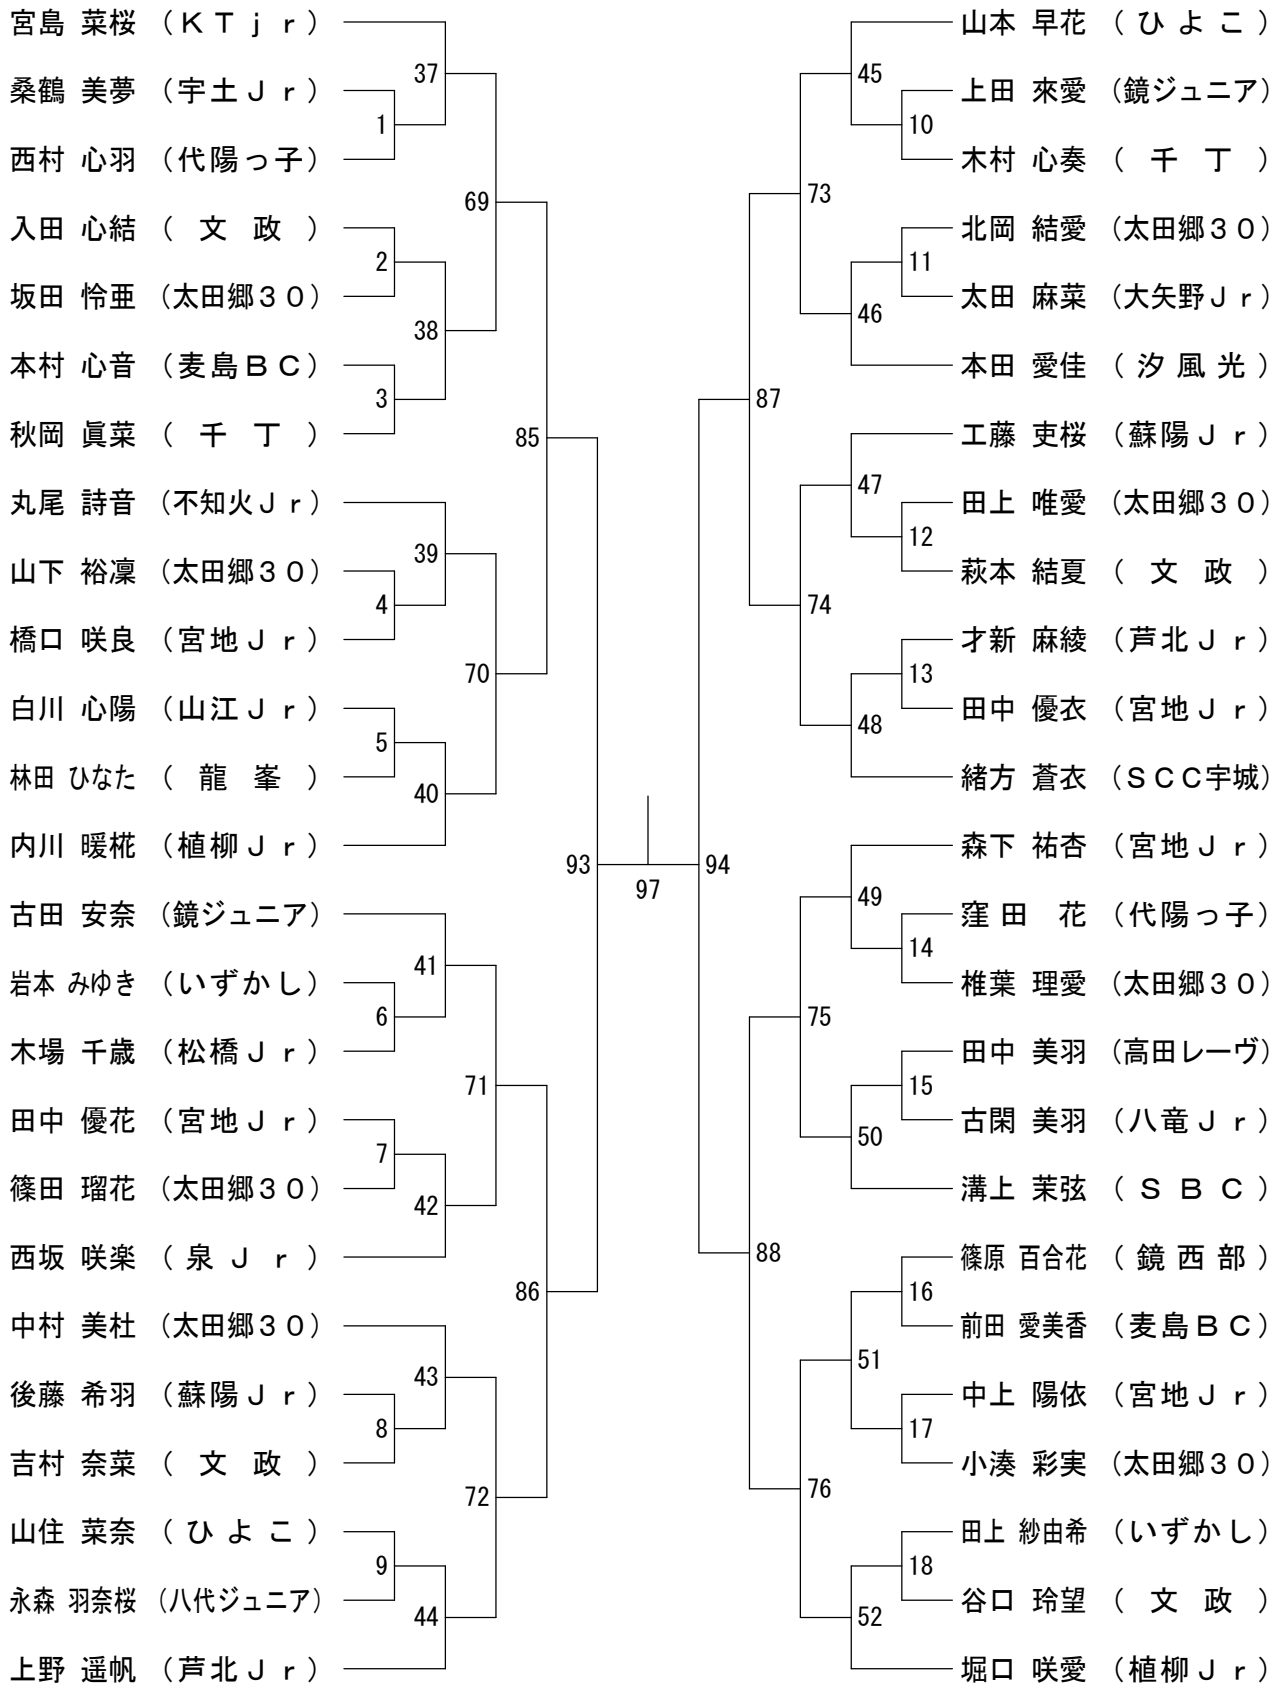 宮島 菜桜 （ＫＴｊｒ）
桑鶴 美夢 （宇土Ｊｒ）
西村 心羽 （代陽っ子）
入田 心結 （文政）
坂田 怜亜 （太田郷３０）
本村 心音 （麦島ＢＣ）
秋岡 眞菜 （千丁）
丸尾 詩音 （不知火Ｊｒ）
山下 裕凜 （太田郷３０）
橋口 咲良 （宮地Ｊｒ）
白川 心陽 （山江Ｊｒ）
林田 ひなた （龍峯）
内川 暖椛 （植柳Ｊｒ）
古田 安奈 （鏡ジュニア）
岩本 みゆき （いずかし）
木場 千歳 （松橋Ｊｒ）
田中 優花 （宮地Ｊｒ）
篠田 瑠花 （太田郷３０）
西坂 咲楽 （泉Ｊｒ）
中村 美杜 （太田郷３０）
後藤 希羽 （蘇陽Ｊｒ）
吉村 奈菜 （文政）
山住 菜奈 （ひよこ）
永森 羽奈桜 （八代ジュニア）
上野 遥帆 （芦北Ｊｒ）
1
2
3
4
5
6
7
8
9
37
38
39
40
41
42
43
44
69
70
71
72
85
86
93
97
94
87
88
73
74
75
76
45
46
47
48
49
50
51
52
10
11
12
13
14
15
16
17
18
山本 早花 （ひよこ）
上田 來愛 （鏡ジュニア）
木村 心奏 （千丁）
北岡 結愛 （太田郷３０）
太田 麻菜 （大矢野Ｊｒ）
本田 愛佳 （汐風光）
工藤 吏桜 （蘇陽Ｊｒ）
田上 唯愛 （太田郷３０）
萩本 結夏 （文政）
才新 麻綾 （芦北Ｊｒ）
田中 優衣 （宮地Ｊｒ）
緒方 蒼衣 （ＳＣＣ宇城）
森下 祐杏 （宮地Ｊｒ）
窪田 花 （代陽っ子）
椎葉 理愛 （太田郷３０）
田中 美羽 （高田レーヴ）
古閑 美羽 （八竜Ｊｒ）
溝上 茉弦 （ＳＢＣ）
篠原 百合花 （鏡西部）
前田 愛美香 （麦島ＢＣ）
中上 陽依 （宮地Ｊｒ）
小湊 彩実 （太田郷３０）
田上 紗由希 （いずかし）
谷口 玲望 （文政）
堀口 咲愛 （植柳Ｊｒ）